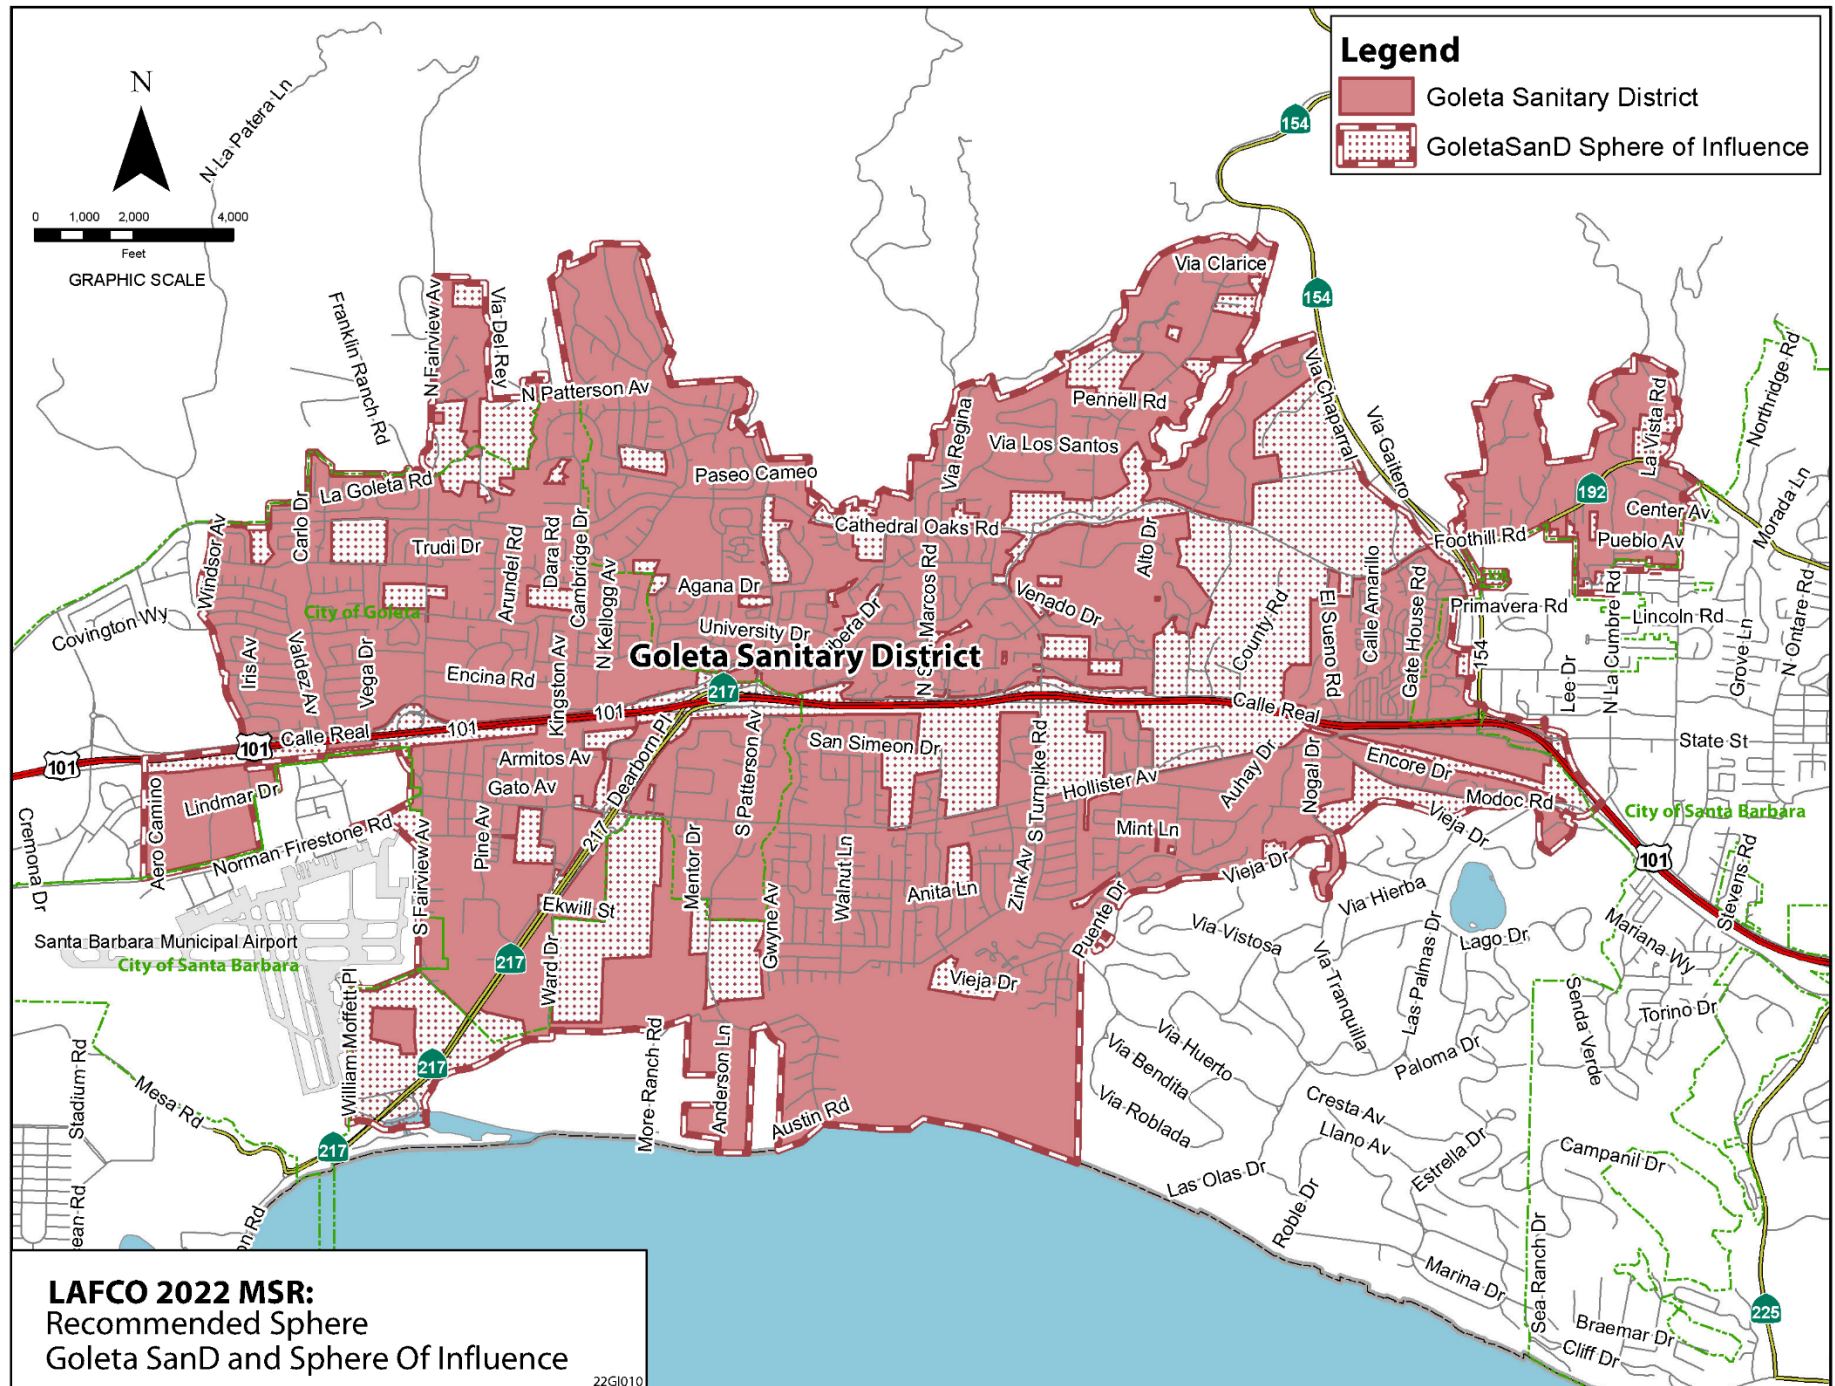 Legend
Goleta Sanitary District
GoletaSanD Sphere of Influence
N
0 1,000 2,000 4,000
Feet
GRAPHIC SCALE
N La Patera Ln
154
154
Via Clarice
Franklin Ranch Rd
N Fairview Av
Via Del Rey
N Patterson Av
Pennell Rd
Via Chaparral
Via Gaitero
La Vista Rd
Northridge Rd
Via Regina
Via Los Santos
Paseo Cameo
La Goleta Rd
Carlo Dr
192
Center Av
Morada Ln
Windsor Av
Trudi Dr
Arundel Rd
Dara Rd
Cambridge Dr
Cathedral Oaks Rd
Alto Dr
Foothill Rd
Pueblo Av
N Kellogg Av
Agana Dr
N San Marcos Rd
Venado Dr
County Rd
El Sueno Rd
Calle Amarillo
Gate House Rd
Primavera Rd
N La Cumbre Rd
Lincoln Rd
N Ontare Rd
Covington Wy
City of Goleta
University Dr
Ribera Dr
Iris Av
Valdez Av
Vega Dr
Encina Rd
Kingston Av
Goleta Sanitary District
217
154
Lee Dr
Grove Ln
Calle Real
101
101
101
101
Dearborn Pl
Calle Real
State St
Armitos Av
Gato Av
S Patterson Av
San Simeon Dr
S Turnpike Rd
Hollister Av
Auhay Dr
Nogal Dr
Encore Dr
Modoc Rd
City of Santa Barbara
Cremona Dr
Aero Camino
Lindmar Dr
Norman Firestone Rd
S Fairview Av
Pine Av
217
Mentor Dr
Walnut Ln
Mint Ln
Vieja Dr
101
Stevens Rd
Zink Av
Anita Ln
Vieja Dr
Via Hierba
Ekwill St
Gwyne Av
Puente Dr
Via Vistosa
Lago Dr
Mariana Wy
Santa Barbara Municipal Airport
City of Santa Barbara
217
Ward Dr
Vieja Dr
Via Tranquilla
Las Palmas Dr
Senda Verde
Torino Dr
William Moffett Pl
217
More Ranch Rd
Anderson Ln
Austin Rd
Via Huerto
Via Bendita
Via Roblada
Paloma Dr
Stadium Rd
Mesa Rd
217
Cresta Av
Llano Av
Estrella Dr
Campanil Dr
Las Olas Dr
Roble Dr
Marina Dr
Sea Ranch Dr
Braemar Dr
Cliff Dr
225
ean Rd
on Rd
LAFCO 2022 MSR:
Recommended Sphere
Goleta SanD and Sphere Of Influence
22GI010